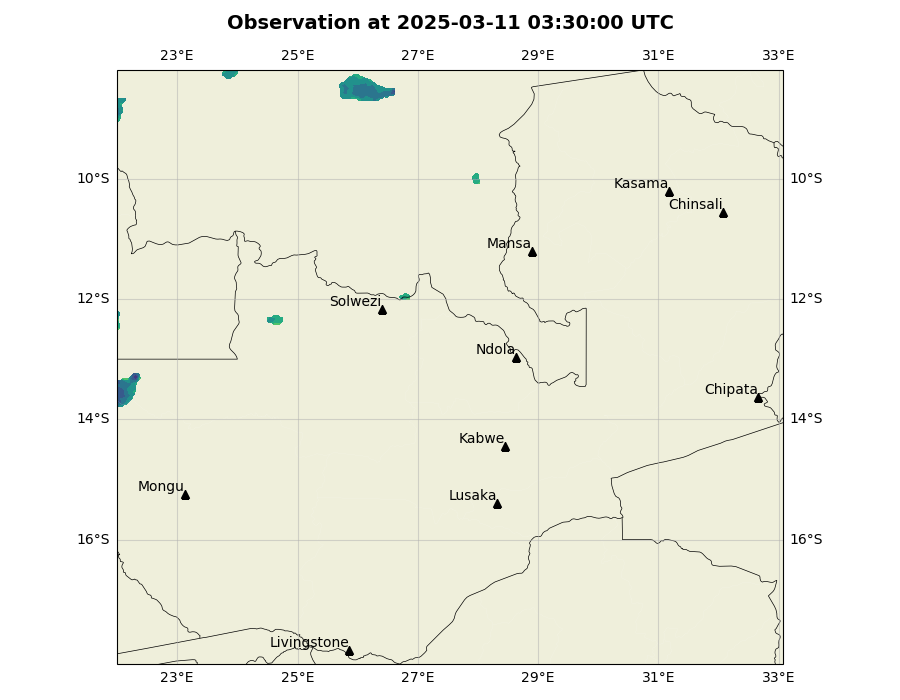 Observation at 2025-03-11 03:30:00 UTC
23°E 25°E 27°E 29°E 31°E 33°E
10°S 10°S
Kasama
Chinsali
Mansa
12°S 12°S
Solwezi
Ndola
Chipata
14°S 14°S
Kabwe
Mongu
Lusaka
16°S 16°S
Livingstone
23°E 25°E 27°E 29°E 31°E 33°E